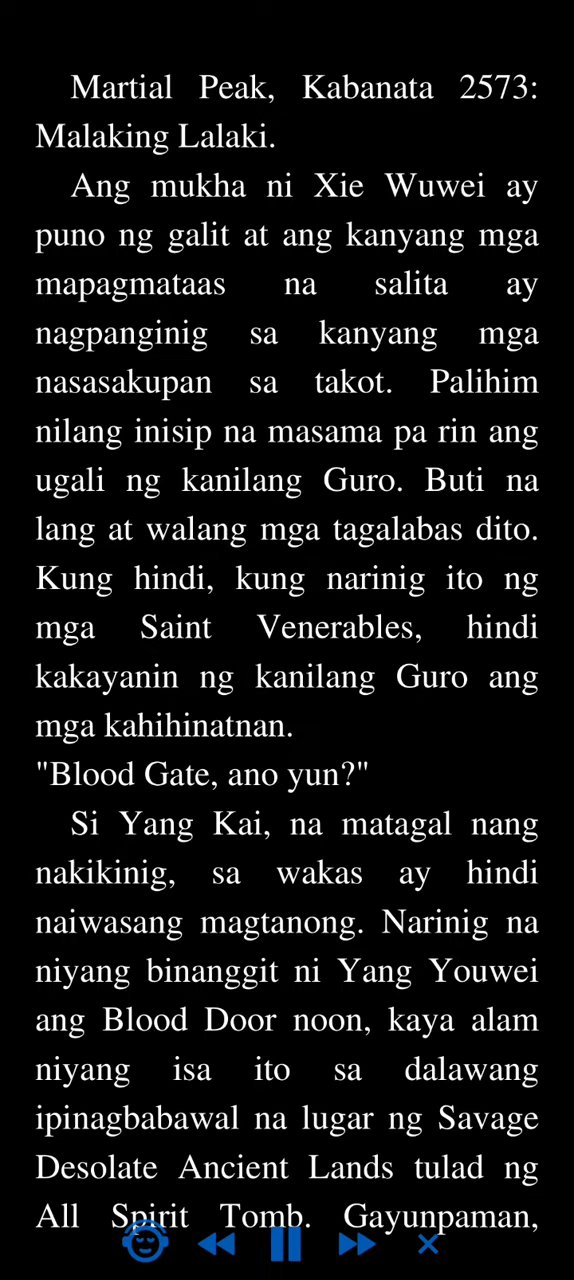 Martial Peak, Kabanata 2573:
Malaking Lalaki.
Ang mukha ni Xie Wuwei ay
puno ng galit at ang kanyang mga
mapagmataas na salita ay
nagpanginig sa kanyang mga
nasasakupan sa takot. Palihim
nilang inisip na masama pa rin ang
ugali ng kanilang Guro. Buti na
lang at walang mga tagalabas dito.
Kung hindi, kung narinig ito ng
mga Saint Venerables, hindi
kakayanin ng kanilang Guro ang
mga kahihinatnan.
"Blood Gate, ano yun?"
Si Yang Kai, na matagal nang
nakikinig, sa wakas ay hindi
naiwasang magtanong. Narinig na
niyang binanggit ni Yang Youwei
ang Blood Door noon, kaya alam
niyang isa ito sa dalawang
ipinagbabawal na lugar ng Savage
Desolate Ancient Lands tulad ng
All Spirit Tomb. Gayunpaman,